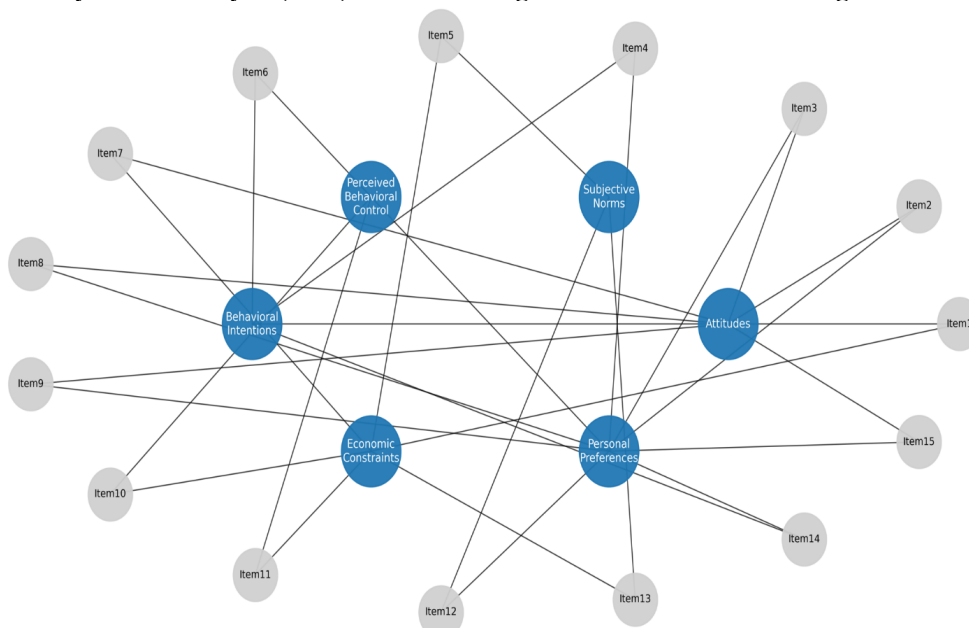 Item5
Item4
Item6
Item3
Item7
Perceived
Behavioral
Control
Subjective
Norms
Item2
Item8
Behavioral
Intentions
Attitudes
Item1
Item9
Economic
Constraints
Personal
Preferences
Item15
Item10
Item14
Item11
Item13
Item12